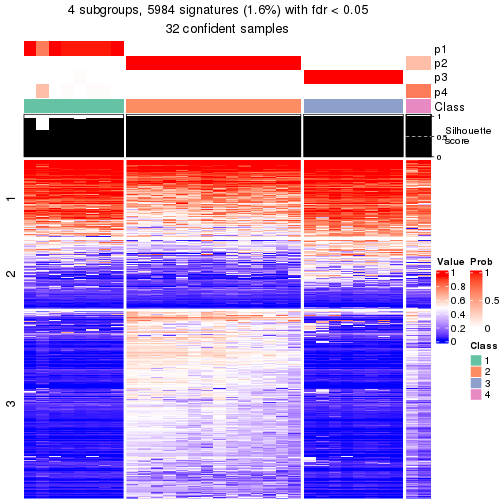 4 subgroups, 5984 signatures (1.6%) with fdr < 0.05
32 confident samples
p1
p2
p3
p4
Class
1
0.5
0
Silhouette
score
1
2
3
Value
1
0.8
0.6
0.4
0.2
0
Prob
1
0.5
0
Class
1
2
3
4